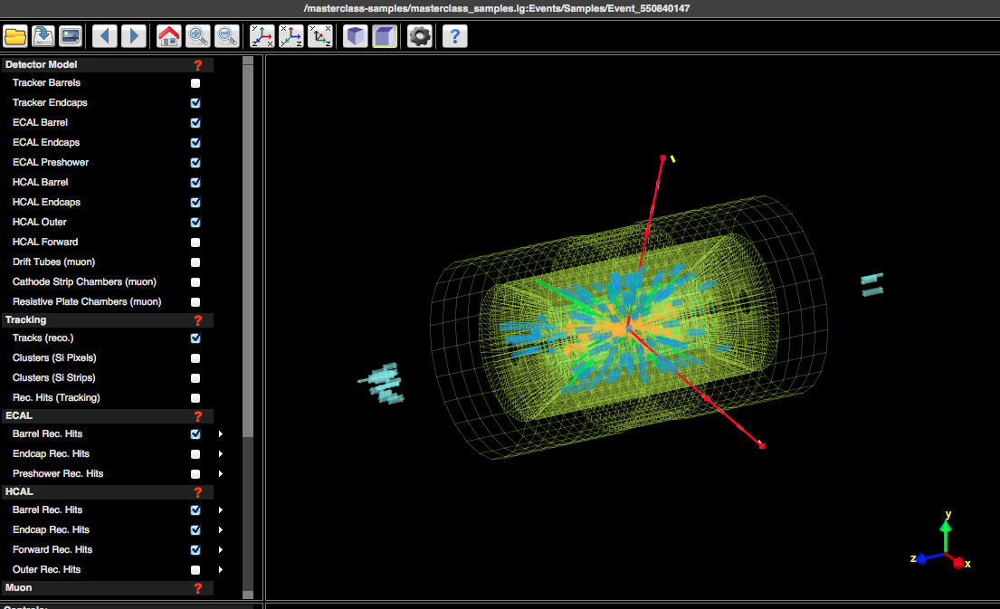 /masterclass-samples/masterclass_samples.ig:Events/Samples/Event_550840147
Detector Model ?
Tracker Barrels
Tracker Endcaps
ECAL Barrel
ECAL Endcaps
ECAL Preshower
HCAL Barrel
HCAL Endcaps
HCAL Outer
HCAL Forward
Drift Tubes (muon)
Cathode Strip Chambers (muon)
Resistive Plate Chambers (muon)
Tracking ?
Tracks (reco.)
Clusters (Si Pixels)
Clusters (Si Strips)
Rec. Hits (Tracking)
ECAL ?
Barrel Rec. Hits
Endcap Rec. Hits
Preshower Rec. Hits
HCAL ?
Barrel Rec. Hits
Endcap Rec. Hits
Forward Rec. Hits
Outer Rec. Hits
Muon ?
y
z
x